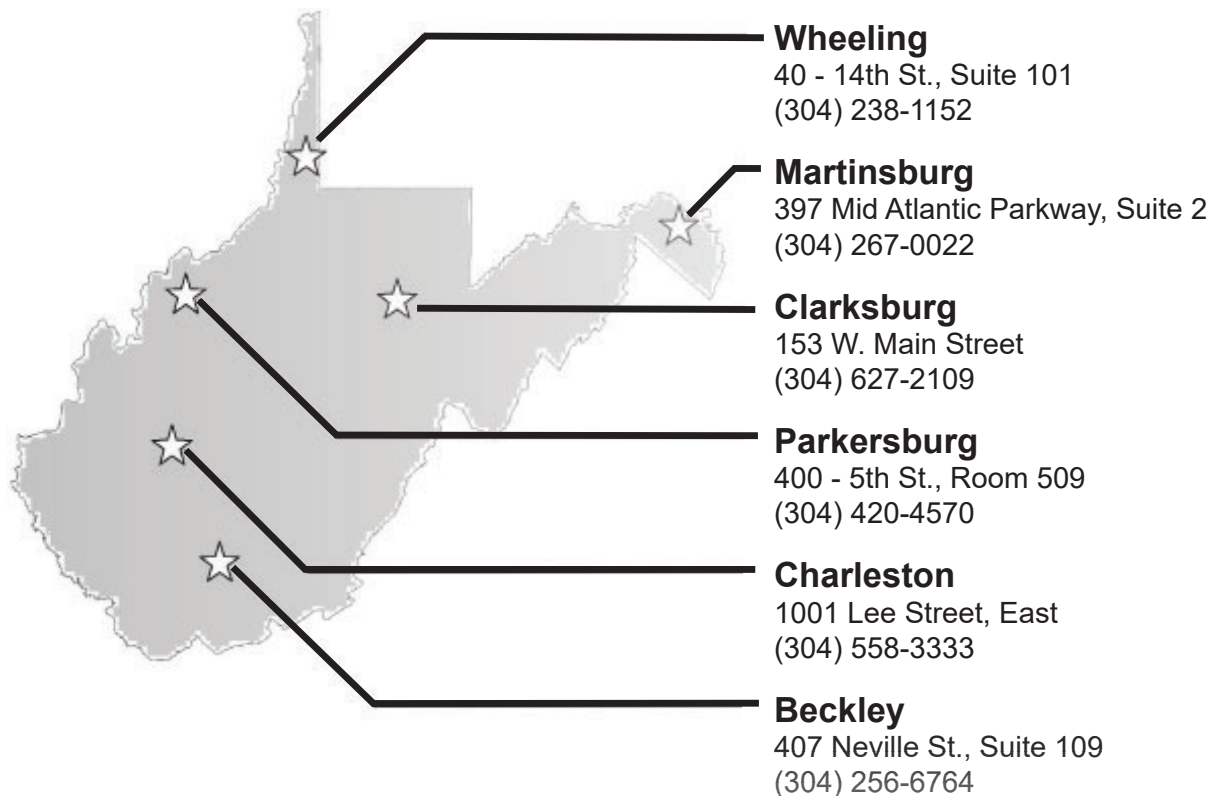 Wheeling
40 - 14th St., Suite 101
(304) 238-1152
Martinsburg
397 Mid Atlantic Parkway, Suite 2
(304) 267-0022
Clarksburg
153 W. Main Street
(304) 627-2109
Parkersburg
400 - 5th St., Room 509
(304) 420-4570
Charleston
1001 Lee Street, East
(304) 558-3333
Beckley
407 Neville St., Suite 109
(304) 256-6764